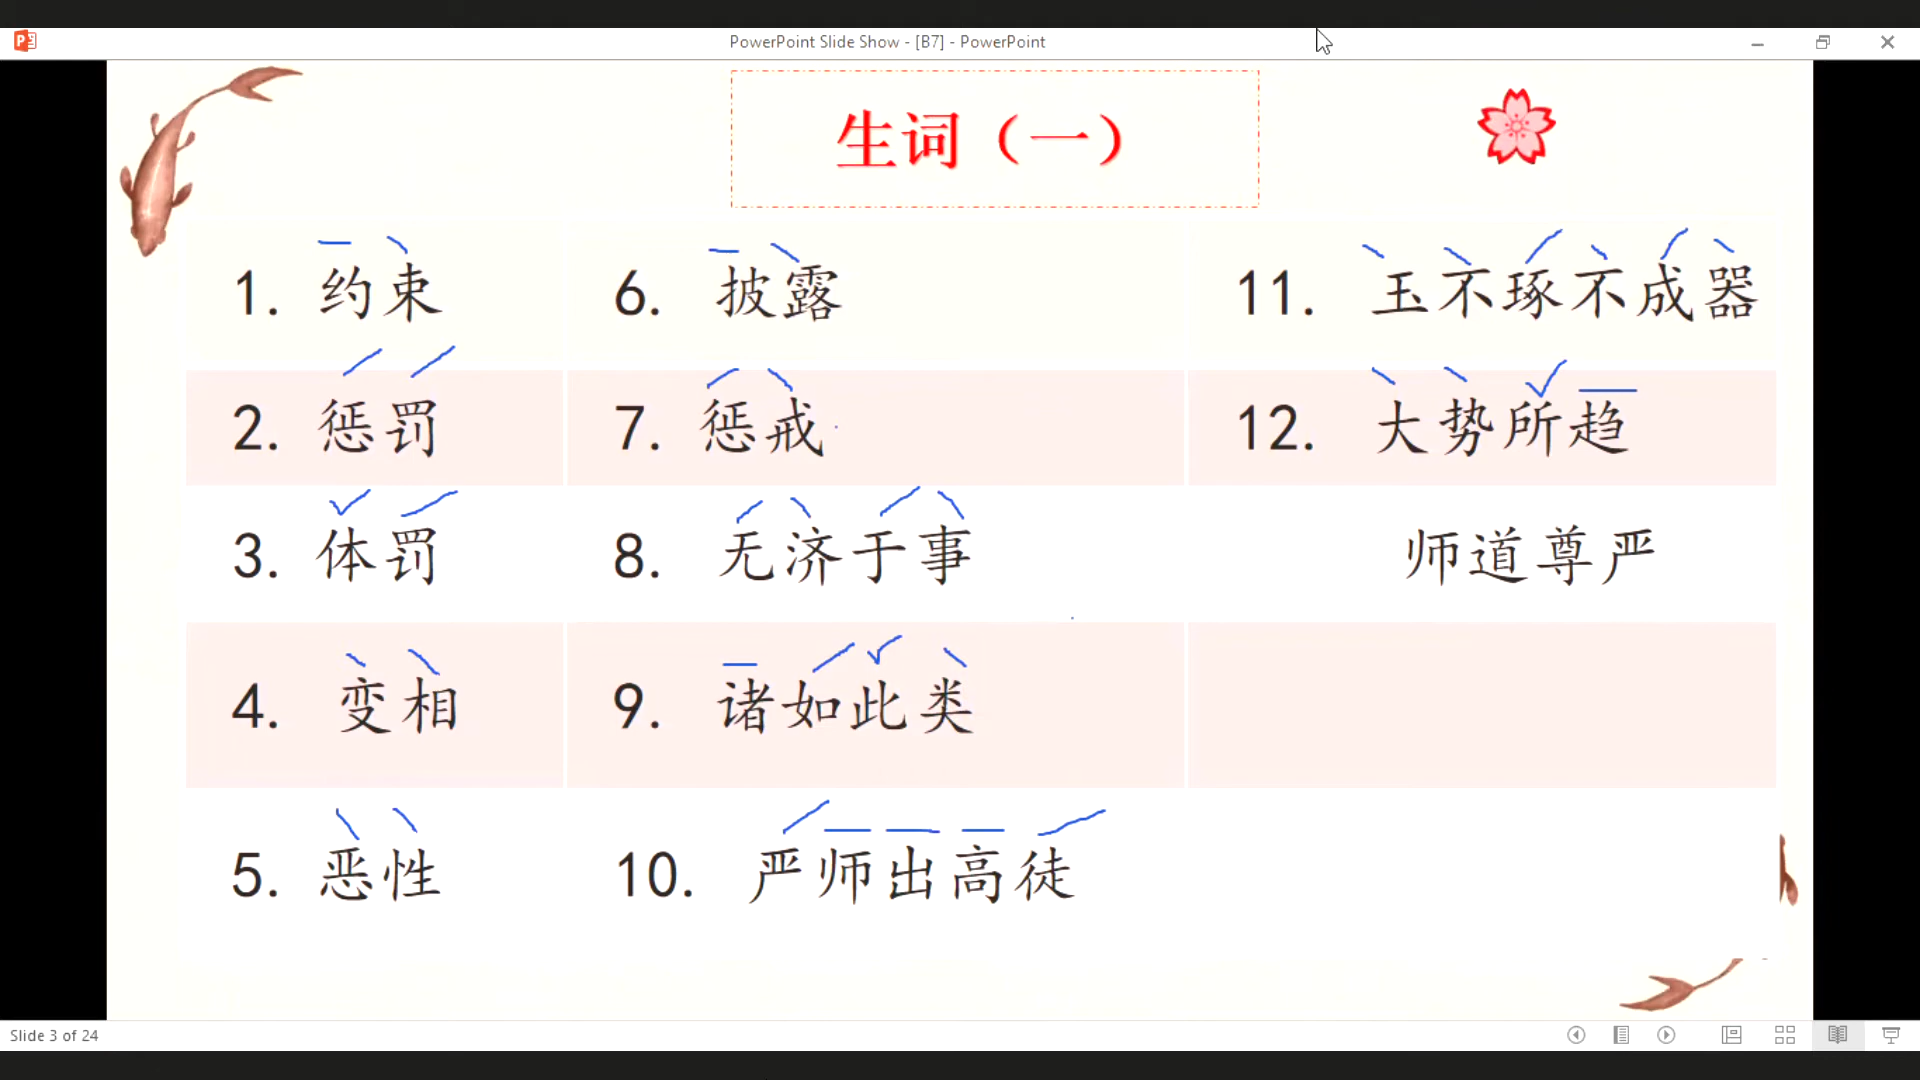 PowerPoint Slide Show - [B7] - PowerPoint
生词（一）
1. 约束
6. 披露
11. 玉不琢不成器
2. 惩罚
7. 惩戒
12. 大势所趋
3. 体罚
8. 无济于事
师道尊严
4. 变相
9. 诸如此类
5. 恶性
10. 严师出高徒
Slide 3 of 24